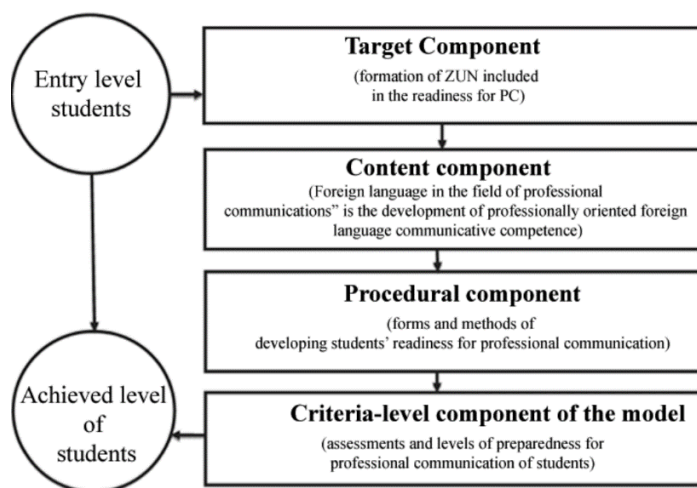 Entry level
students
Target Component
(formation of ZUN included
in the readiness for PC)
Content component
(Foreign language in the field of professional
communications” is the development of professionally oriented foreign
language communicative competence)
Procedural component
(forms and methods of
developing students’ readiness for professional communication)
Achieved level
of
students
Criteria-level component of the model
(assessments and levels of preparedness for
professional communication of students)